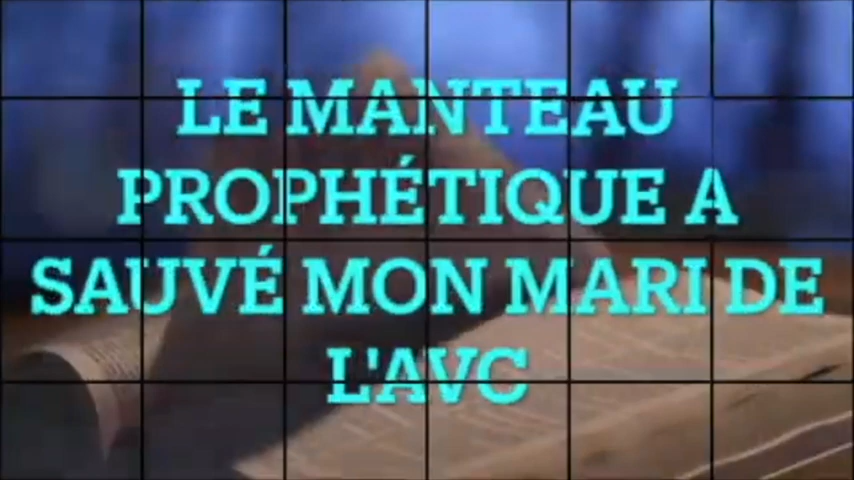 LE MANTEAU
PROPHÉTIQUE A
SAUVÉ MON MARI DE
L'AVC